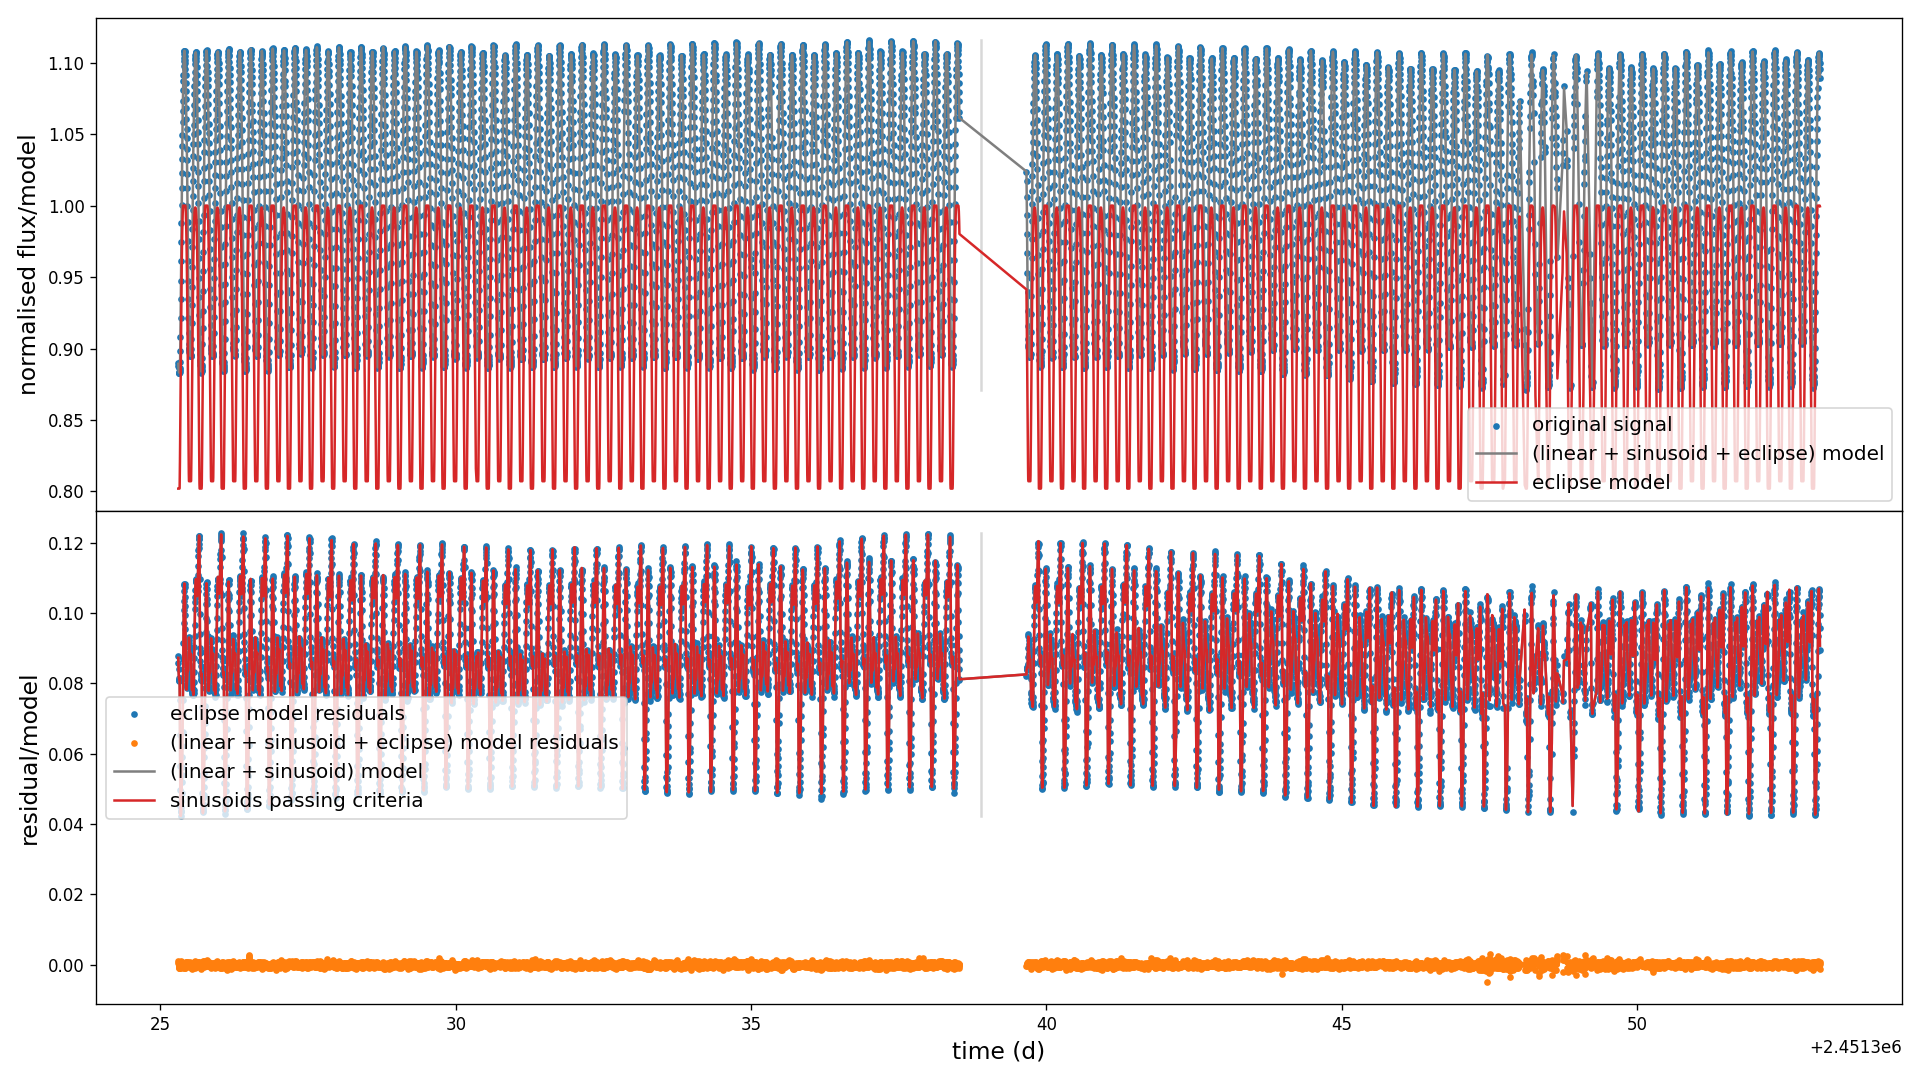 normalised flux/model
1.10
1.05
1.00
0.95
0.90
0.85
0.80
original signal
(linear + sinusoid + eclipse) model
eclipse model
residual/model
0.12
0.10
0.08
0.06
0.04
0.02
0.00
eclipse model residuals
(linear + sinusoid + eclipse) model residuals
(linear + sinusoid) model
sinusoids passing criteria
25
30
35
40
45
50
time (d)
+2.4513e6